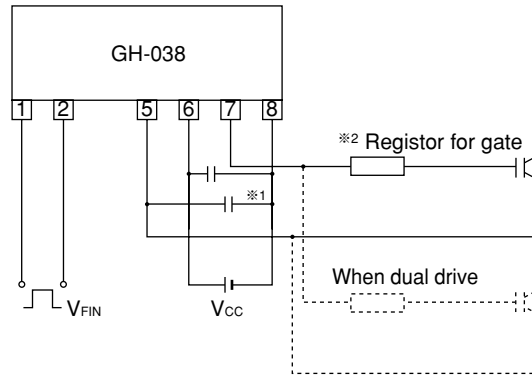 GH-038
1 2 5 6 7 8
※2 Registor for gate
※1
When dual drive
VFIN
VCC